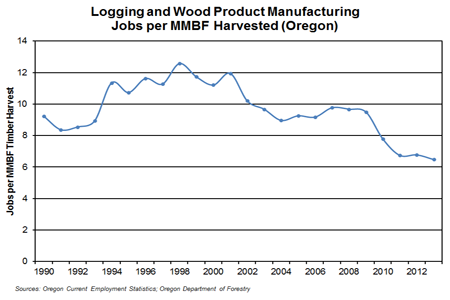 Logging and Wood Product Manufacturing
Jobs per MMBF Harvested (Oregon)
Jobs per MMBF Timber Harvest
14
12
10
8
6
4
2
0
1990 1992 1994 1996 1998 2000 2002 2004 2006 2008 2010 2012
Sources: Oregon Current Employment Statistics; Oregon Department of Forestry